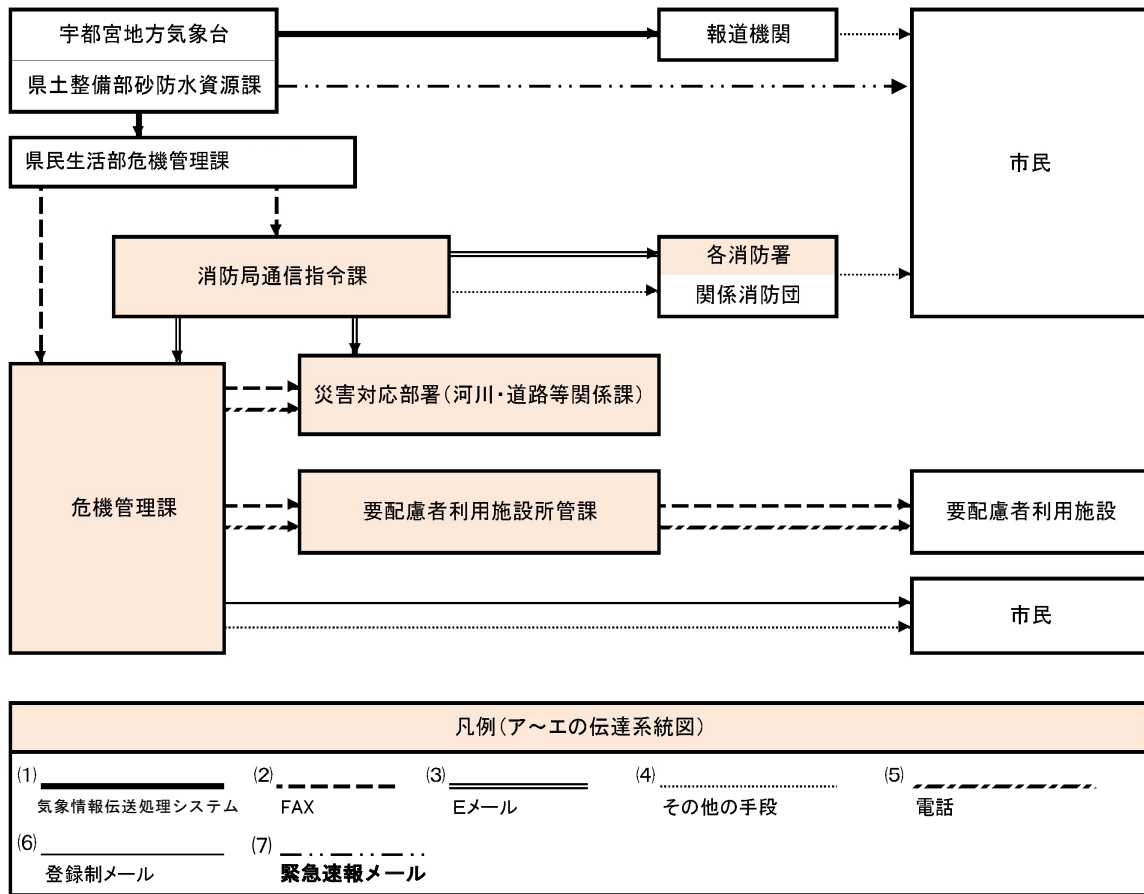 宇都宮地方気象台
報道機関
県土整備部砂防水資源課
県民生活部危機管理課
市民
消防局通信指令課
各消防署
関係消防団
災害対応部署(河川・道路等関係課)
危機管理課
要配慮者利用施設所管課
要配慮者利用施設
市民
凡例(ア~エの伝達系統図)
(1) 気象情報伝送処理システム
(2) FAX
(3) Eメール
(4) その他の手段
(5) 電話
(6) 登録制メール
(7) 緊急速報メール